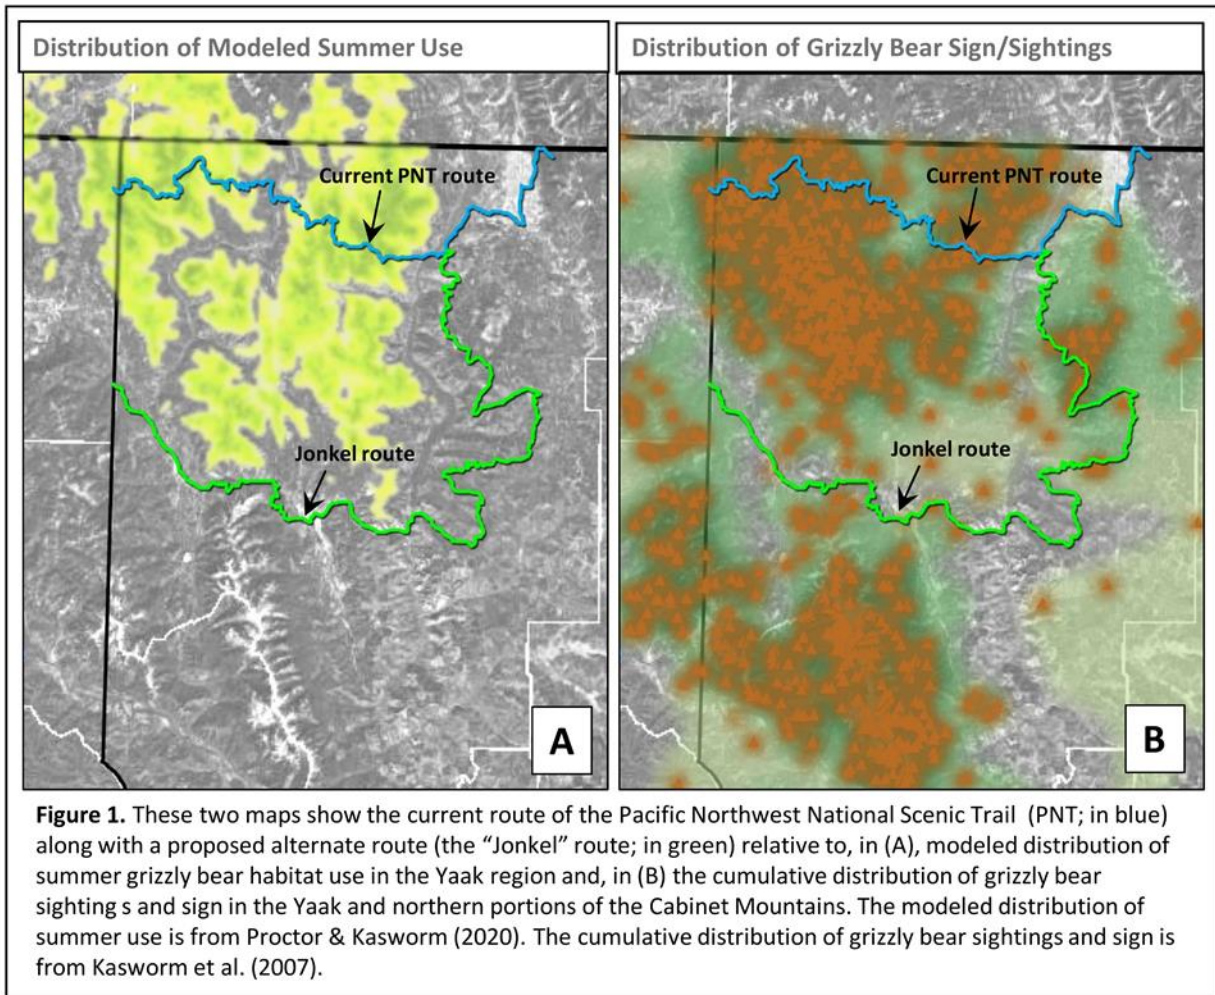 Distribution of Modeled Summer Use
Distribution of Grizzly Bear Sign/Sightings
Current PNT route
Jonkel route
A
Current PNT route
Jonkel route
B
Figure 1. These two maps show the current route of the Pacific Northwest National Scenic Trail (PNT; in blue)
along with a proposed alternate route (the “Jonkel” route; in green) relative to, in (A), modeled distribution of
summer grizzly bear habitat use in the Yaak region and, in (B) the cumulative distribution of grizzly bear
sighting s and sign in the Yaak and northern portions of the Cabinet Mountains. The modeled distribution of
summer use is from Proctor & Kasworm (2020). The cumulative distribution of grizzly bear sightings and sign is
from Kasworm et al. (2007).